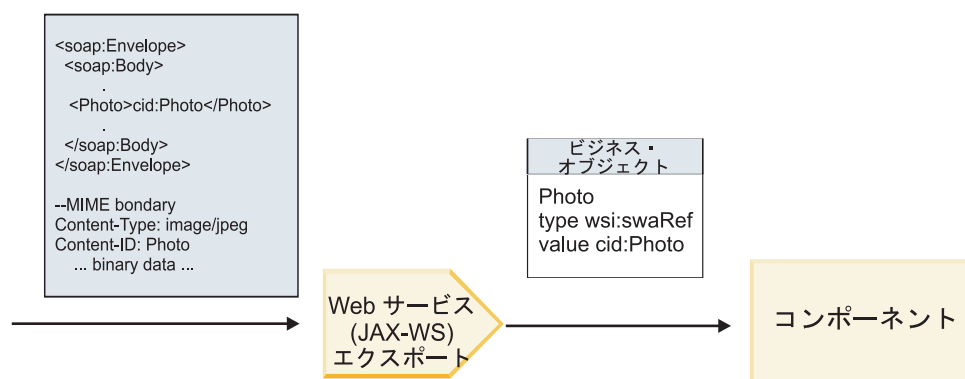 <soap:Envelope>
<soap:Body>
.
<Photo>cid:Photo</Photo>
.
</soap:Body>
</soap:Envelope>
--MIME bondary
Content-Type: image/jpeg
Content-ID: Photo
... binary data ...
ビジネス・
オブジェクト
Photo
type wsi:swaRef
value cid:Photo
Web サービス
(JAX-WS)
エクスポート
コンポーネント